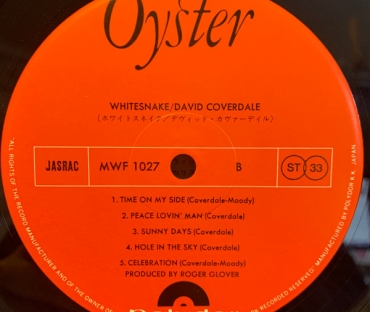 Oyster
WHITESNAKE/DAVID COVERDALE
(ホワイトスネイク/デヴィッド・カヴァーデイル)
JASRAC MWF 1027 B ST 33
1. TIME ON MY SIDE (Coverdale-Moody)
2. PEACE LOVIN' MAN (Coverdale)
3. SUNNY DAYS (Coverdale)
4. HOLE IN THE SKY (Coverdale)
5. CELEBRATION (Coverdale-Moody)
PRODUCED BY ROGER GLOVER
"ALL RIGHTS OF THE RECORD MANUFACTURER AND OF THE OWNER OF
RECORDED RESERVED" MANUFACTURED BY POLYDOR K.K. JAPAN.